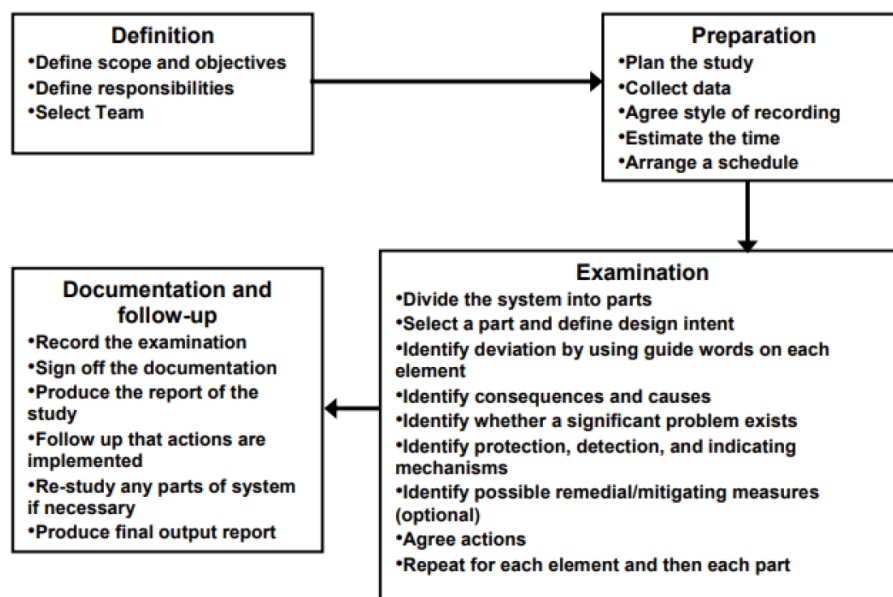 Definition
•Define scope and objectives
•Define responsibilities
•Select Team
Preparation
•Plan the study
•Collect data
•Agree style of recording
•Estimate the time
•Arrange a schedule
Examination
•Divide the system into parts
•Select a part and define design intent
•Identify deviation by using guide words on each
element
•Identify consequences and causes
•Identify whether a significant problem exists
•Identify protection, detection, and indicating
mechanisms
•Identify possible remedial/mitigating measures
(optional)
•Agree actions
•Repeat for each element and then each part
Documentation and
follow-up
•Record the examination
•Sign off the documentation
•Produce the report of the
study
•Follow up that actions are
implemented
•Re-study any parts of system
if necessary
•Produce final output report